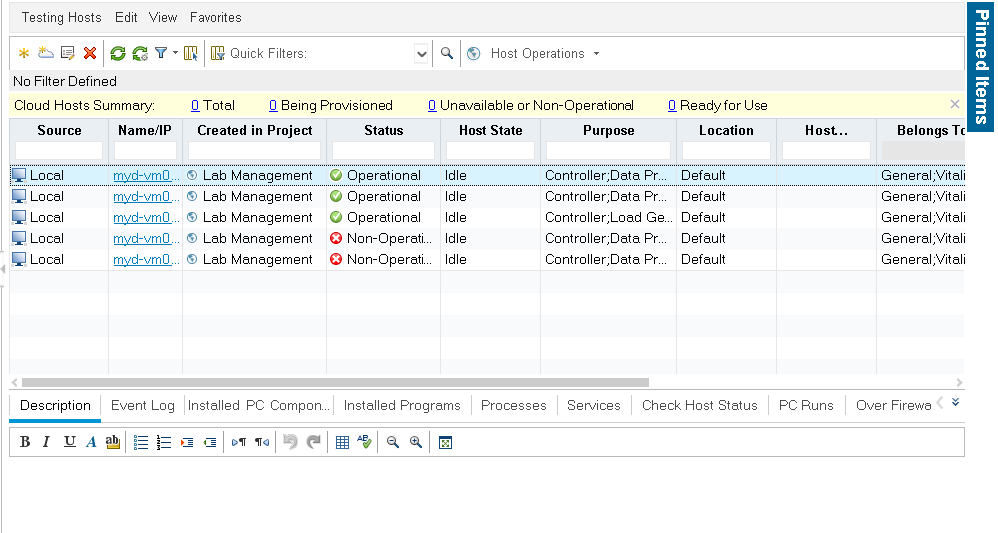 Testing Hosts Edit View Favorites
Quick Filters: Host Operations
No Filter Defined
Cloud Hosts Summary: 0 Total 0 Being Provisioned 0 Unavailable or Non-Operational 0 Ready for Use
Source Name/IP Created in Project Status Host State Purpose Location Host... Belongs To
Local myd-vm0... Lab Management Operational Idle Controller;Data Pr... Default General;Vitali
Local myd-vm0... Lab Management Operational Idle Controller;Data Pr... Default General;Vitali
Local myd-vm0... Lab Management Operational Idle Controller;Load Ge... Default General;Vitali
Local myd-vm0... Lab Management Non-Operati... Idle Controller;Data Pr... Default General;Vitali
Local myd-vm0... Lab Management Non-Operati... Idle Controller;Data Pr... Default General;Vitali
Description Event Log Installed PC Compon... Installed Programs Processes Services Check Host Status PC Runs Over Firewa
B I U A ab
Pinned Items